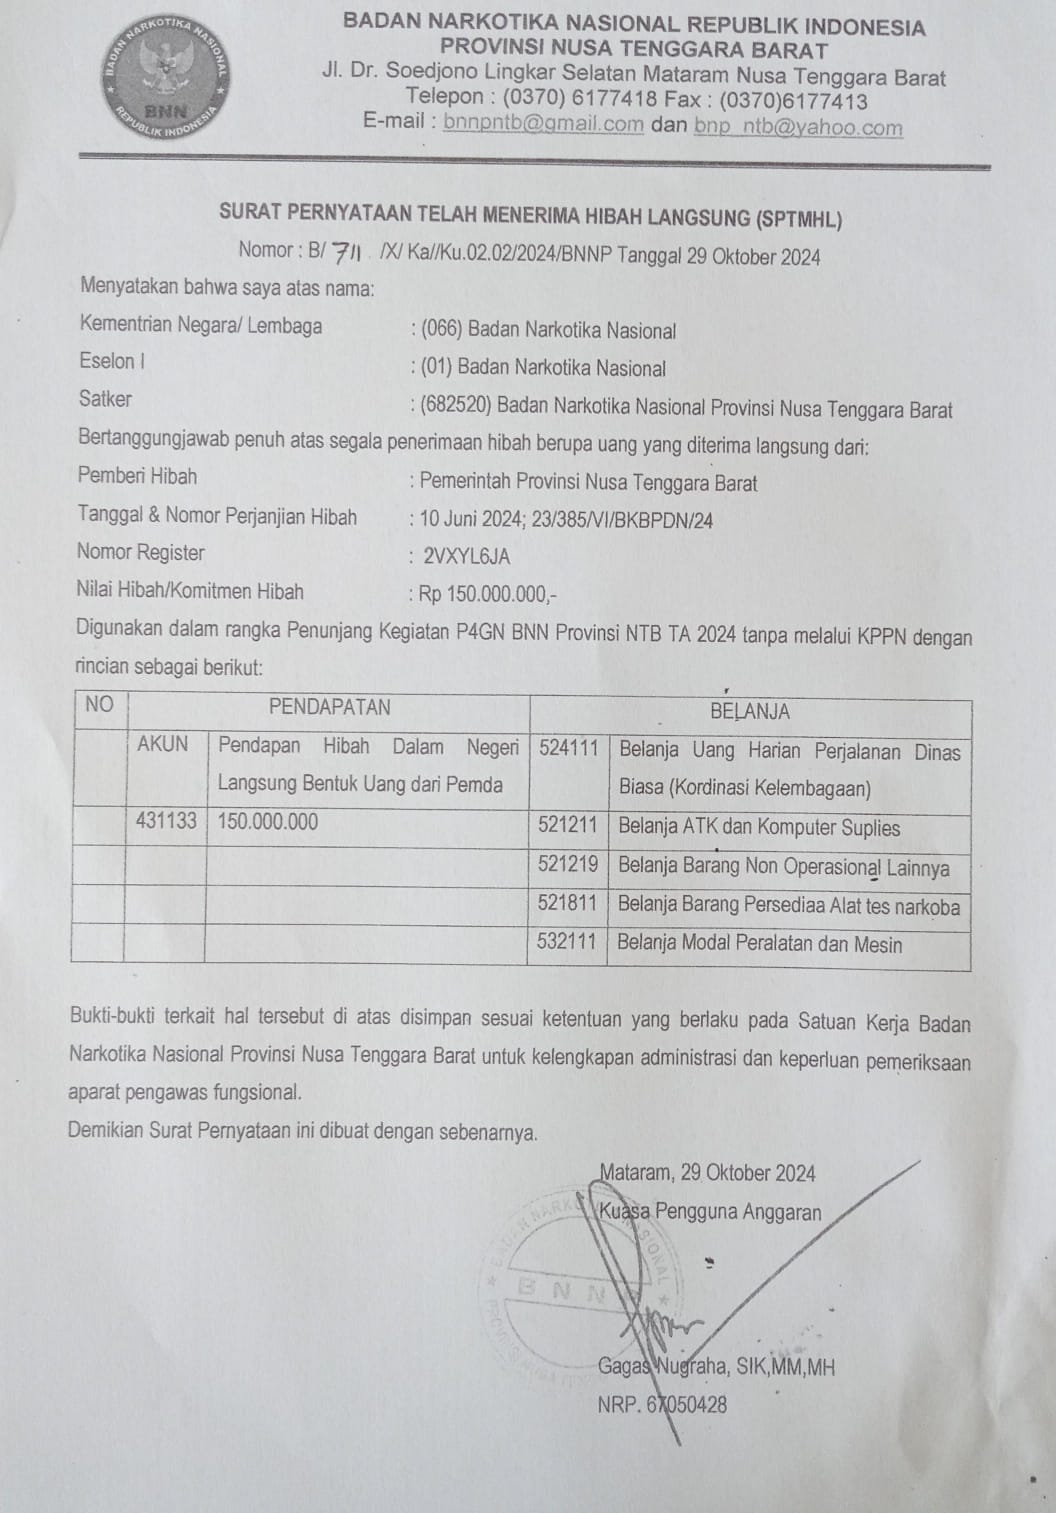 BADAN NARKOTIKA NASIONAL
BNN
REPUBLIK INDONESIA
BADAN NARKOTIKA NASIONAL REPUBLIK INDONESIA
PROVINSI NUSA TENGGARA BARAT
Jl. Dr. Soedjono Lingkar Selatan Mataram Nusa Tenggara Barat
Telepon : (0370) 6177418 Fax : (0370)6177413
E-mail : bnnpntb@gmail.com dan bnp_ntb@yahoo.com
SURAT PERNYATAAN TELAH MENERIMA HIBAH LANGSUNG (SPTMHL)
Nomor : B/ 711 /X/ Ka//Ku.02.02/2024/BNNP Tanggal 29 Oktober 2024
Menyatakan bahwa saya atas nama:
Kementrian Negara/ Lembaga : (066) Badan Narkotika Nasional
Eselon I : (01) Badan Narkotika Nasional
Satker : (682520) Badan Narkotika Nasional Provinsi Nusa Tenggara Barat
Bertanggungjawab penuh atas segala penerimaan hibah berupa uang yang diterima langsung dari:
Pemberi Hibah : Pemerintah Provinsi Nusa Tenggara Barat
Tanggal & Nomor Perjanjian Hibah : 10 Juni 2024; 23/385/VI/BKBPDN/24
Nomor Register : 2VXYL6JA
Nilai Hibah/Komitmen Hibah : Rp 150.000.000,-
Digunakan dalam rangka Penunjang Kegiatan P4GN BNN Provinsi NTB TA 2024 tanpa melalui KPPN dengan
rincian sebagai berikut:
NO PENDAPATAN BELANJA
AKUN Pendapan Hibah Dalam Negeri 524111 Belanja Uang Harian Perjalanan Dinas
Langsung Bentuk Uang dari Pemda Biasa (Kordinasi Kelembagaan)
431133 150.000.000 521211 Belanja ATK dan Komputer Suplies
521219 Belanja Barang Non Operasional Lainnya
521811 Belanja Barang Persediaa Alat tes narkoba
532111 Belanja Modal Peralatan dan Mesin
Bukti-bukti terkait hal tersebut di atas disimpan sesuai ketentuan yang berlaku pada Satuan Kerja Badan
Narkotika Nasional Provinsi Nusa Tenggara Barat untuk kelengkapan administrasi dan keperluan pemeriksaan
aparat pengawas fungsional.
Demikian Surat Pernyataan ini dibuat dengan sebenarnya.
Mataram, 29 Oktober 2024
Kuasa Pengguna Anggaran
BNN
Gagas Nugraha, SIK,MM,MH
NRP. 67050428